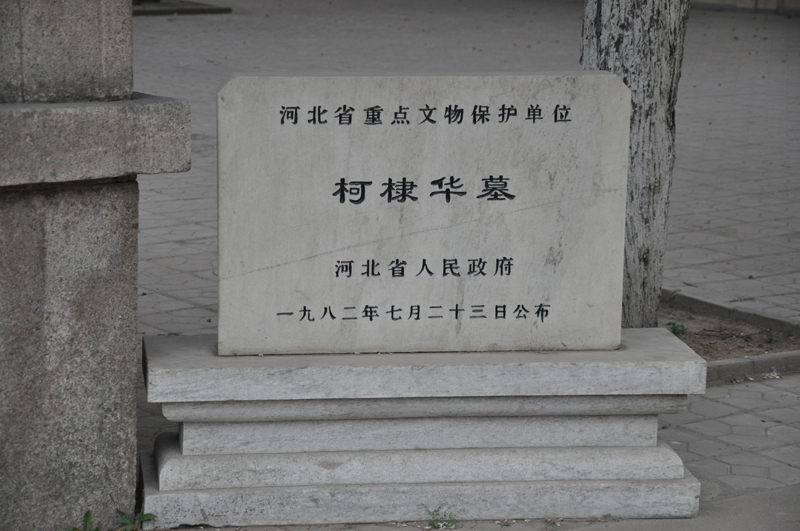 河北省重点文物保护单位
柯棣华墓
河北省人民政府
一九八二年七月二十三日公布